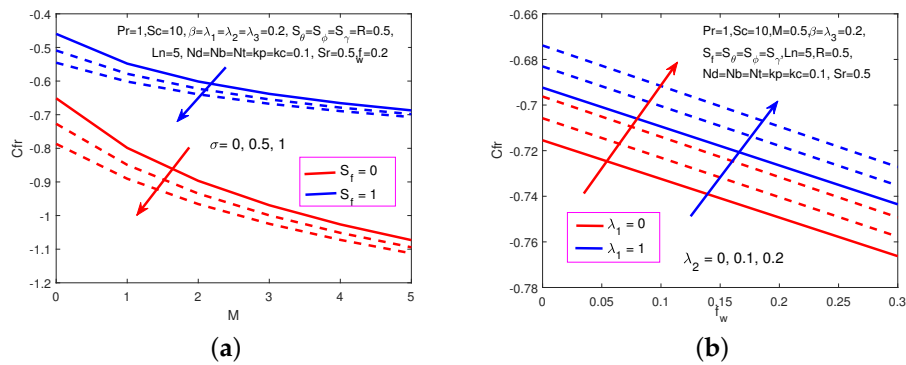 Pr=1,Sc=10, β=λ1=λ2=λ3=0.2, Sθ=Sϕ=Sγ=R=0.5,
Ln=5, Nd=Nb=Nt=kp=kc=0.1, Sr=0.5,fw=0.2
σ= 0, 0.5, 1
Sf = 0
Sf = 1
-0.4
-0.5
-0.6
-0.7
-0.8
-0.9
-1
-1.1
-1.2
Cfr
0 1 2 3 4 5
M
(a)
Pr=1,Sc=10,M=0.5,β=λ3=0.2,
Sf=Sθ=Sϕ=Sγ,Ln=5,R=0.5,
Nd=Nb=Nt=kp=kc=0.1, Sr=0.5
λ1 = 0
λ1 = 1
λ2 = 0, 0.1, 0.2
-0.66
-0.68
-0.7
-0.72
-0.74
-0.76
-0.78
Cfr
0 0.05 0.1 0.15 0.2 0.25 0.3
fw
(b)